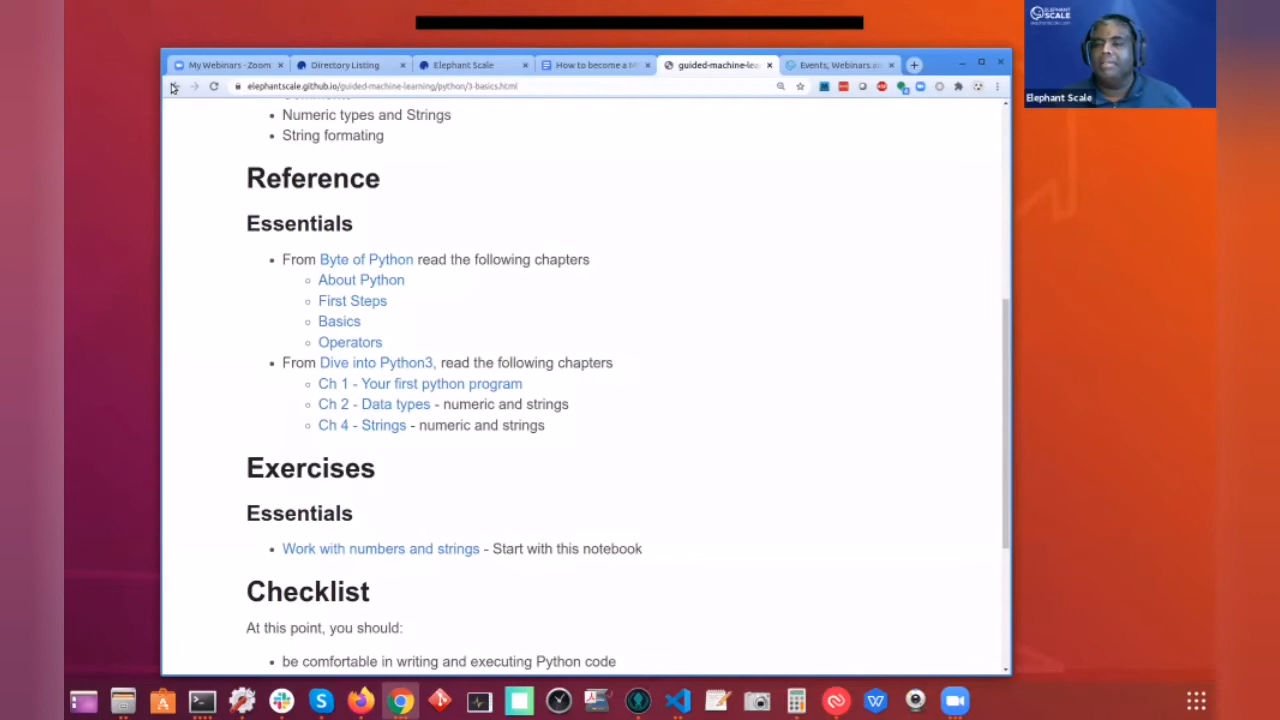 ELEPHANT
SCALE
Elephant Scale
My Webinars - Zoom
Directory Listing
Elephant Scale
How to become a M
guided-machine-lea
Events, Webinars an
elephantscale.github.io/guided-machine-learning/python/3-basics.html
Numeric types and Strings
String formating
Reference
Essentials
From Byte of Python read the following chapters
About Python
First Steps
Basics
Operators
From Dive into Python3, read the following chapters
Ch 1 - Your first python program
Ch 2 - Data types - numeric and strings
Ch 4 - Strings - numeric and strings
Exercises
Essentials
Work with numbers and strings - Start with this notebook
Checklist
At this point, you should:
be comfortable in writing and executing Python code